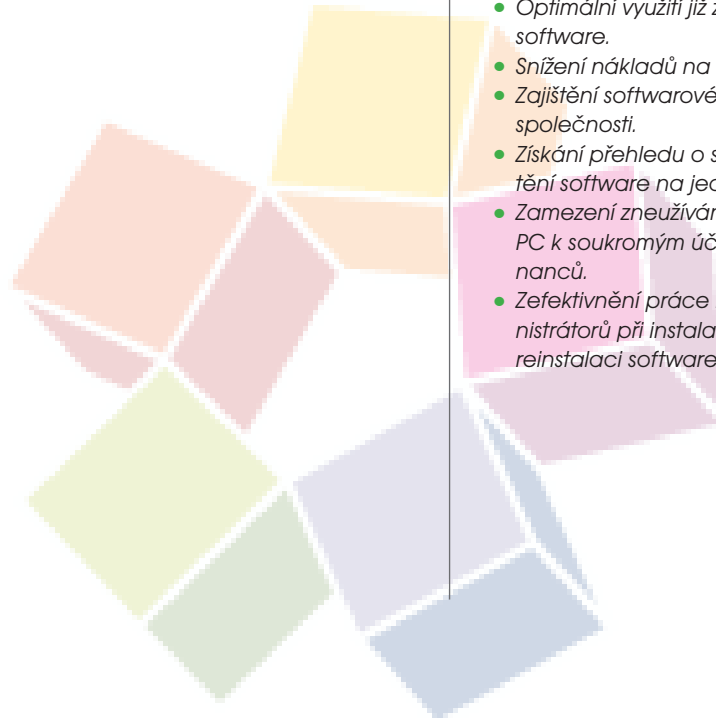 • Optimální využití již z
software.
• Snížení nákladů na
• Zajištění softwarové
společnosti.
• Získání přehledu o s
tění software na jed
• Zamezení zneužíván
PC k soukromým úč
nanců.
• Zefektivnění práce
nistrátorů při instala
reinstalaci software